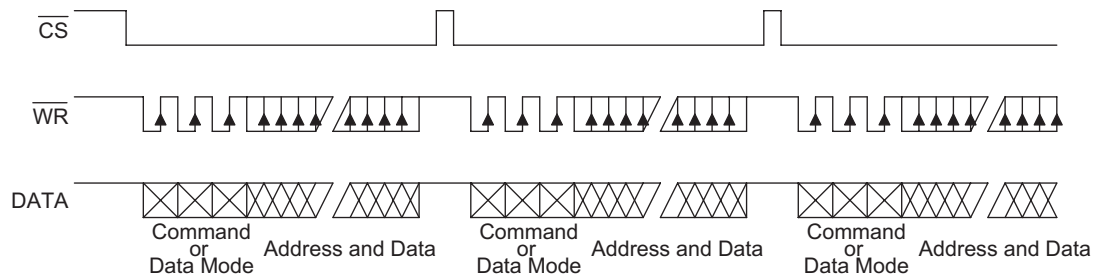 CS
WR
DATA
Command
or
Data Mode
Address and Data
Command
or
Data Mode
Address and Data
Command
or
Data Mode
Address and Data